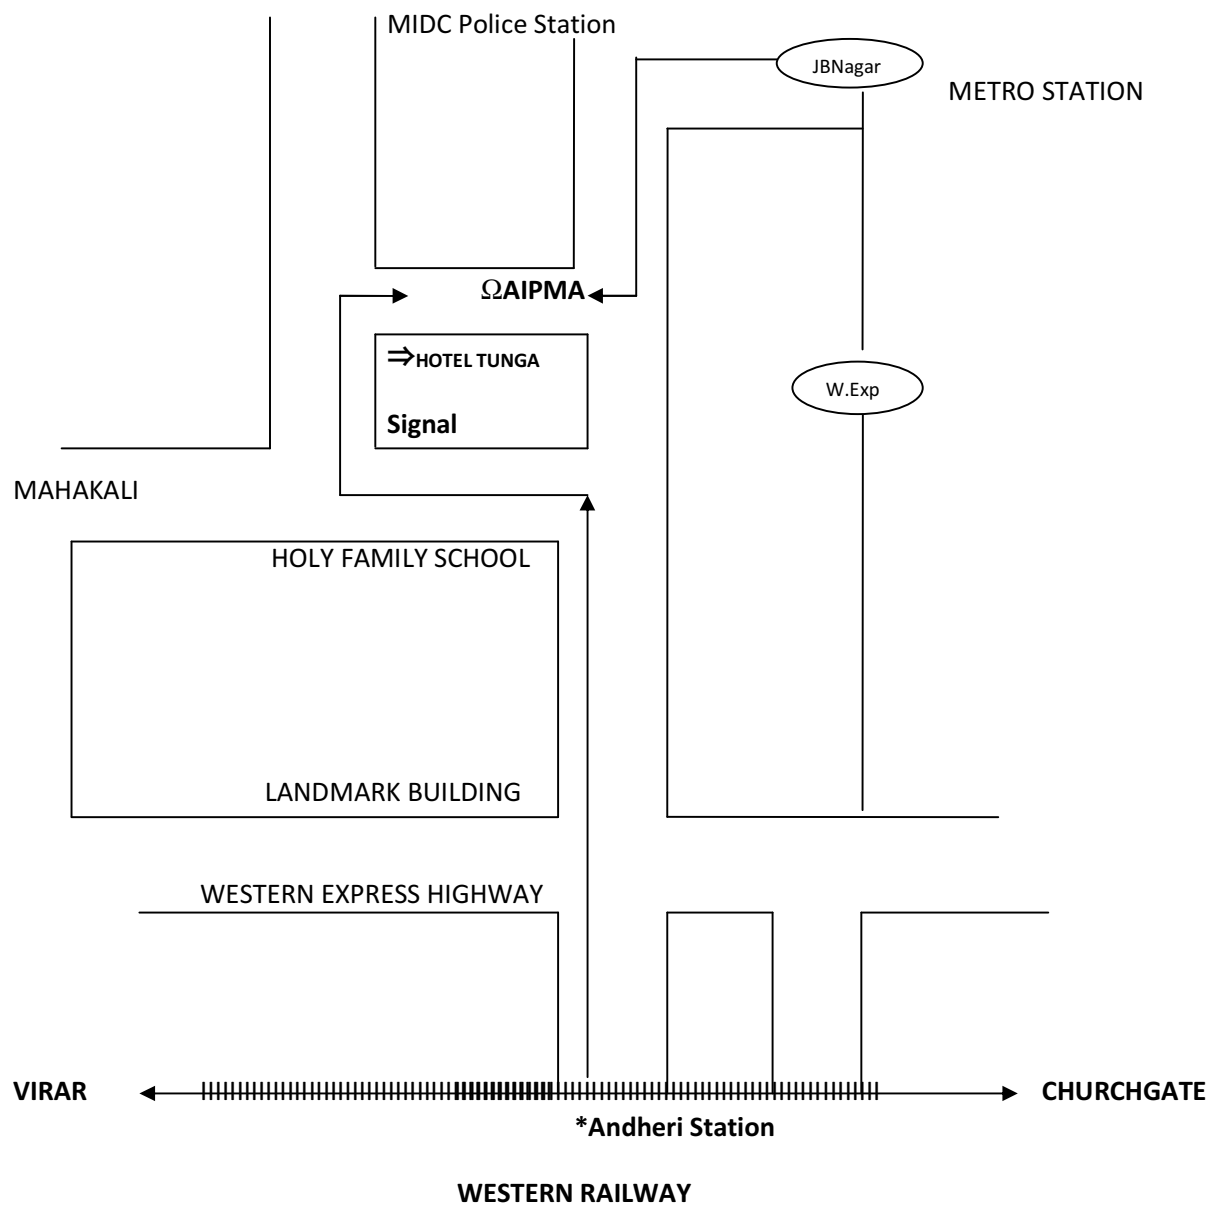 MIDC Police Station
JBNagar
METRO STATION
ΩAIPMA
⇒HOTEL TUNGA
W.Exp
Signal
MAHAKALI
HOLY FAMILY SCHOOL
LANDMARK BUILDING
WESTERN EXPRESS HIGHWAY
VIRAR
CHURCHGATE
*Andheri Station
WESTERN RAILWAY